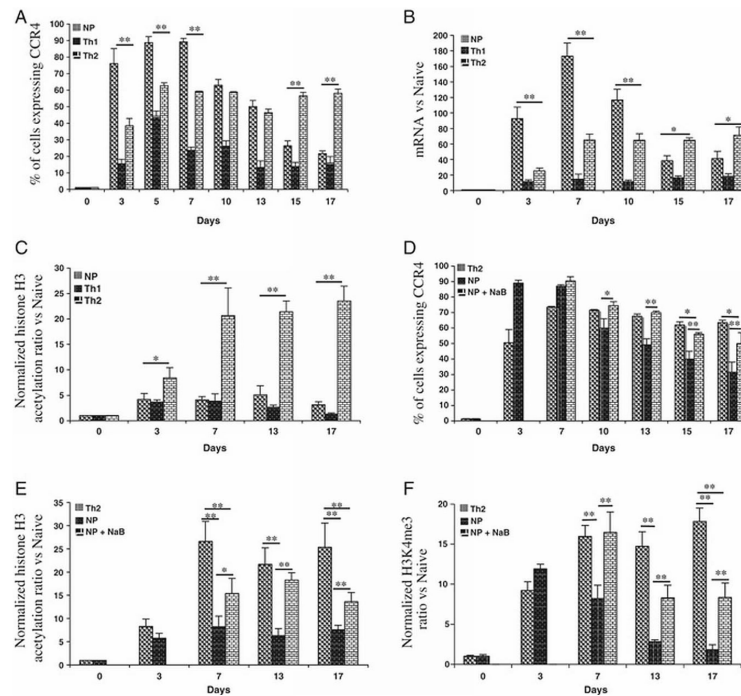 A
NP
Th1
Th2
% of cells expressing CCR4
100
90
80
70
60
50
40
30
20
10
0
** ** ** ** **
0 3 5 7 10 13 15 17
Days
B
NP
Th1
Th2
mRNA vs Naive
200
180
160
140
120
100
80
60
40
20
0
** ** ** * *
0 3 7 10 15 17
Days
C
NP
Th1
Th2
Normalized histone H3
acetylation ratio vs Naive
30
25
20
15
10
5
0
* ** ** **
0 3 7 13 17
Days
D
Th2
NP
NP + NaB
% of cells expressing CCR4
100
90
80
70
60
50
40
30
20
10
0
* ** * ** * **
0 3 7 10 13 15 17
Days
E
Th2
NP
NP + NaB
Normalized histone H3
acetylation ratio vs Naive
35
30
25
20
15
10
5
0
** ** * ** ** ** ** **
0 3 7 13 17
Days
F
Th2
NP
NP + NaB
Normalized H3K4me3
ratio vs Naive
20
15
10
5
0
** ** ** ** ** ** **
0 3 7 13 17
Days